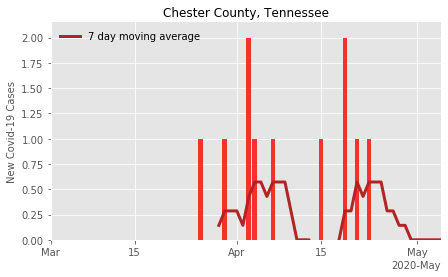 Chester County, Tennessee
7 day moving average
New Covid-19 Cases
2.00
1.75
1.50
1.25
1.00
0.75
0.50
0.25
0.00
Mar 15 Apr 15 May
2020-May